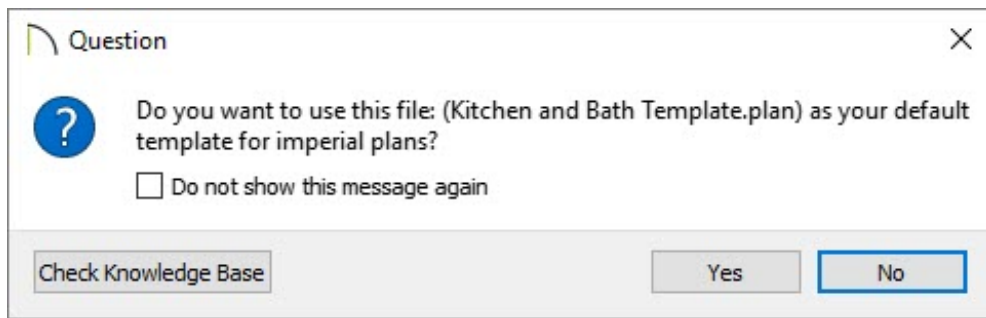 Question
Do you want to use this file: (Kitchen and Bath Template.plan) as your default
template for imperial plans?
Do not show this message again
Check Knowledge Base
Yes
No